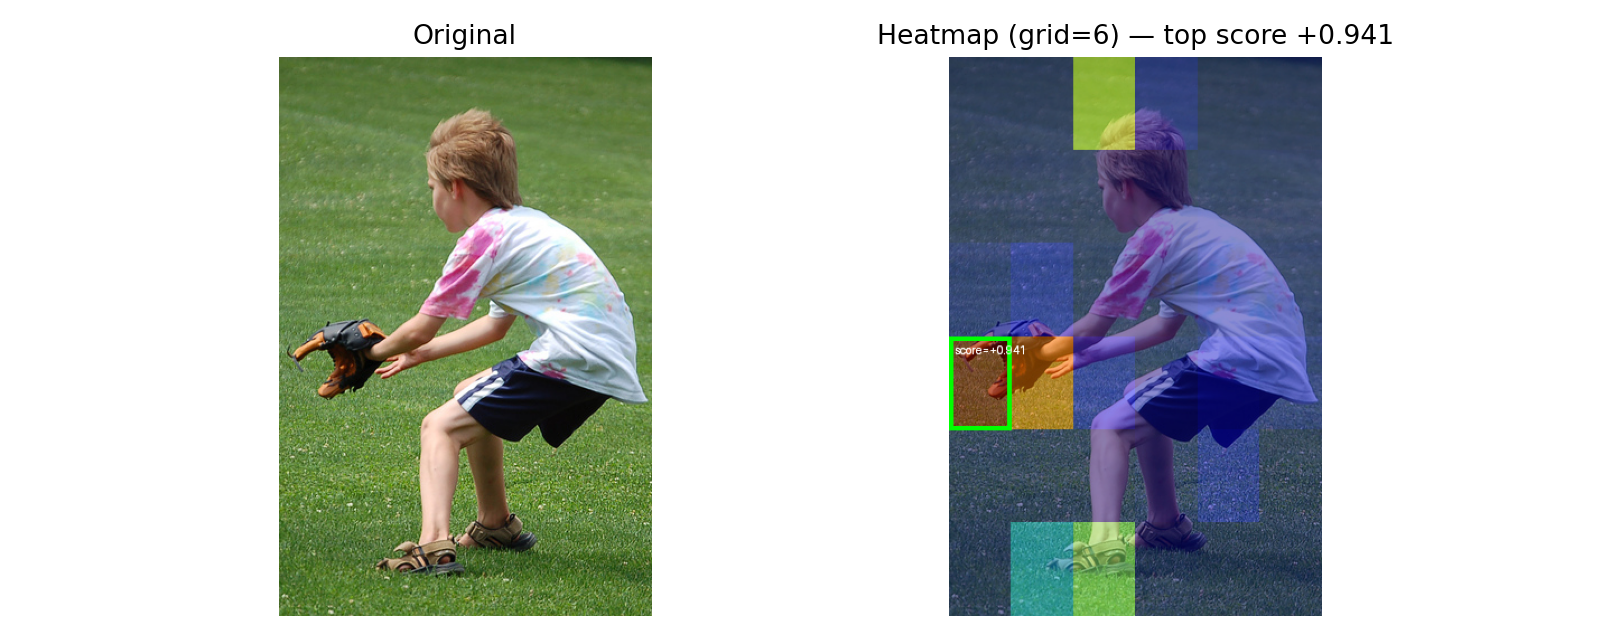 Original
Heatmap (grid=6) — top score +0.941
score=+0.941